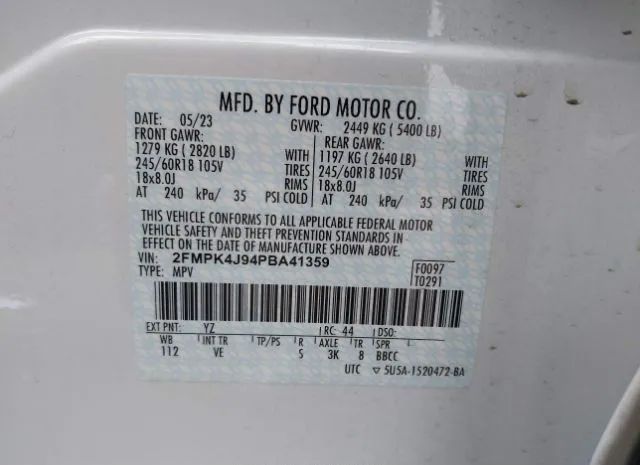 MFD. BY FORD MOTOR CO.
DATE: 05/23 GVWR: 2449 KG ( 5400 LB)
FRONT GAWR: REAR GAWR:
1279 KG ( 2820 LB) WITH 1197 KG ( 2640 LB) WITH
245/60R18 105V TIRES 245/60R18 105V TIRES
18x8.0J RIMS 18x8.0J RIMS
AT 240 kPa/ 35 PSI COLD AT 240 kPa/ 35 PSI COLD
THIS VEHICLE CONFORMS TO ALL APPLICABLE FEDERAL MOTOR
VEHICLE SAFETY AND THEFT PREVENTION STANDARDS IN
EFFECT ON THE DATE OF MANUFACTURE SHOWN ABOVE.
VIN: 2FMPK4J94PBA41359 F0097
TYPE: MPV T0291
EXT PNT: YZ RC: 44 DSO:
WB INT TR TP/PS R AXLE TR SPR
112 VE S 3K 8 BBCC
UTC ▽ 5U5A-1520472-BA